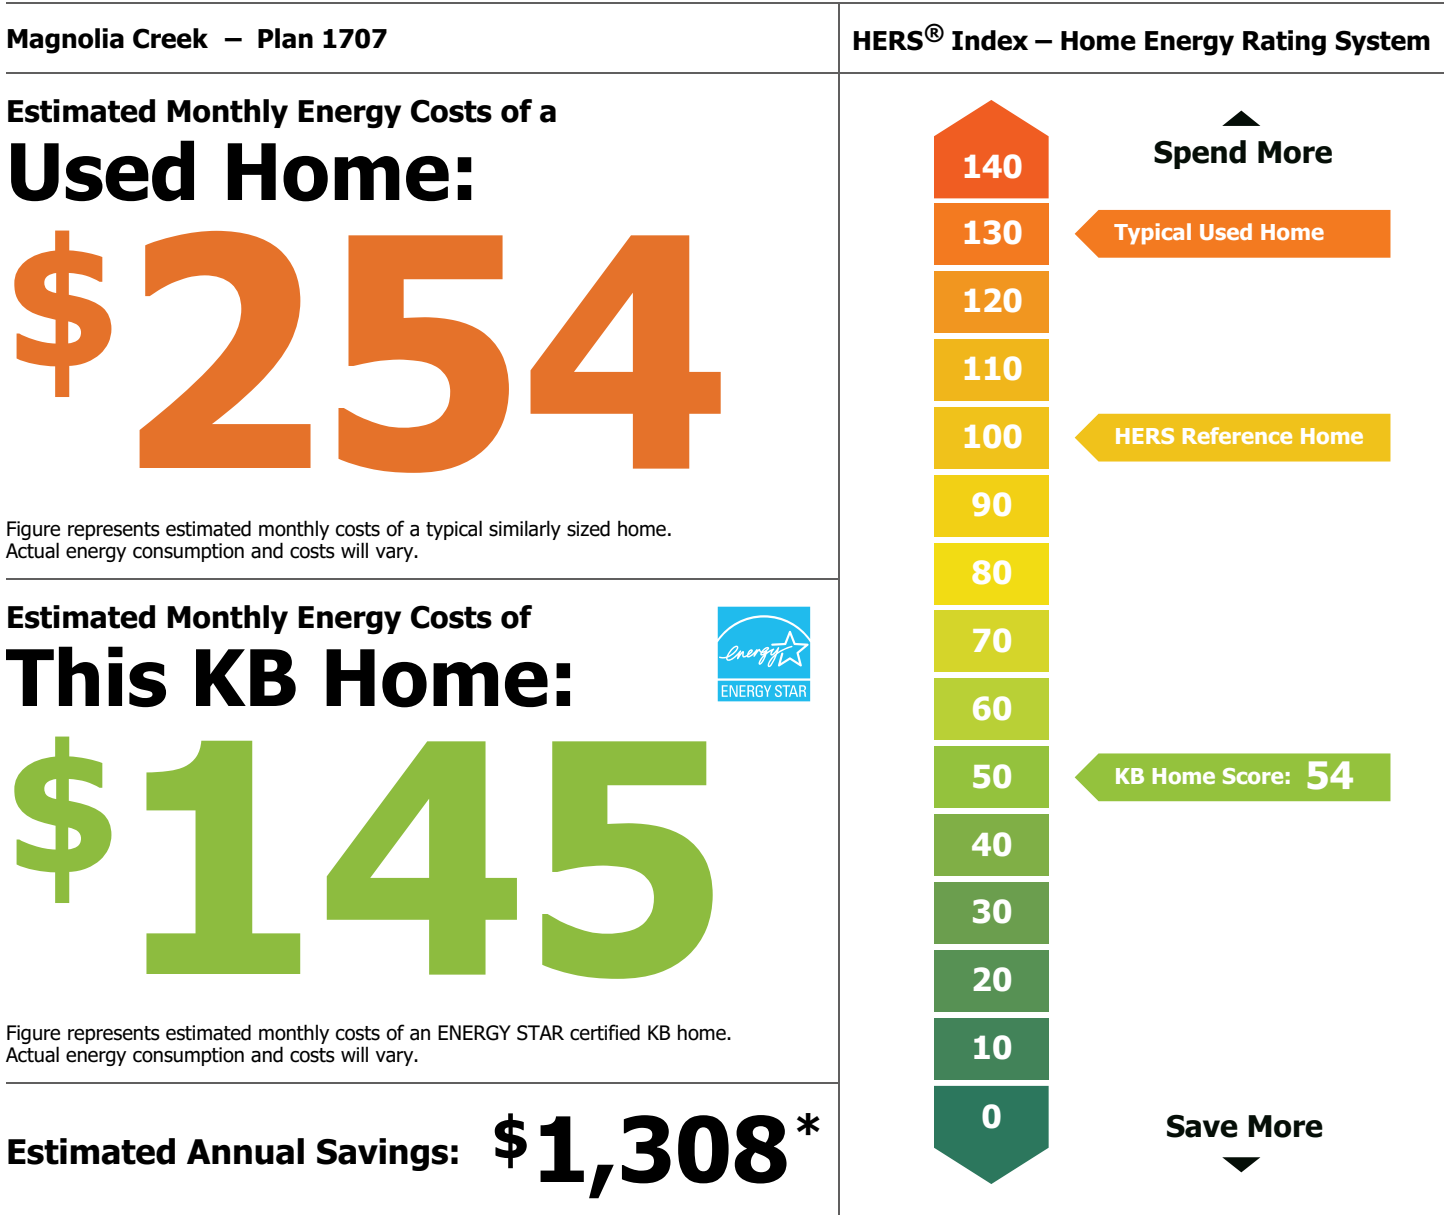 Magnolia Creek – Plan 1707
Estimated Monthly Energy Costs of a
Used Home:
$254
Figure represents estimated monthly costs of a typical similarly sized home.
Actual energy consumption and costs will vary.
Estimated Monthly Energy Costs of
This KB Home:
energy
ENERGY STAR
$145
Figure represents estimated monthly costs of an ENERGY STAR certified KB home.
Actual energy consumption and costs will vary.
Estimated Annual Savings: $1,308*
HERS® Index – Home Energy Rating System
Spend More
140
130 Typical Used Home
120
110
100 HERS Reference Home
90
80
70
60
50 KB Home Score: 54
40
30
20
10
0
Save More